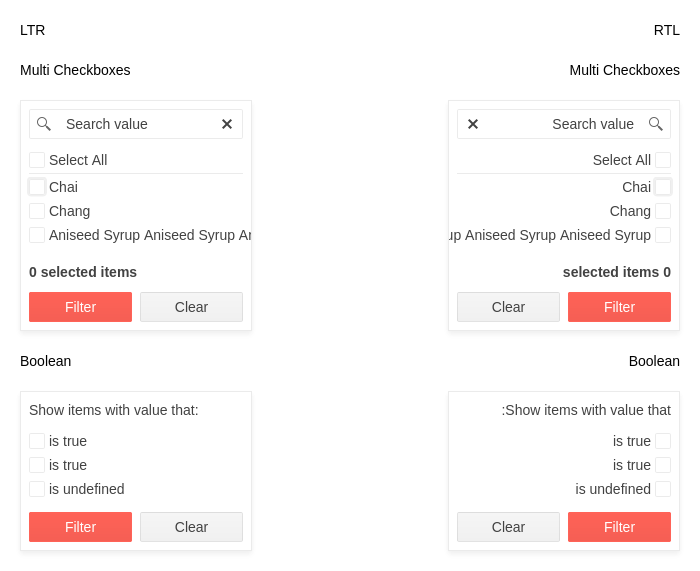 LTR
Multi Checkboxes
Search value
Select All
Chai
Chang
Aniseed Syrup Aniseed Syrup
0 selected items
Filter Clear
Boolean
Show items with value that:
is true
is true
is undefined
Filter Clear
RTL
Multi Checkboxes
Search value
Select All
Chai
Chang
Aniseed Syrup Aniseed Syrup
selected items 0
Clear Filter
Boolean
:Show items with value that
is true
is true
is undefined
Clear Filter